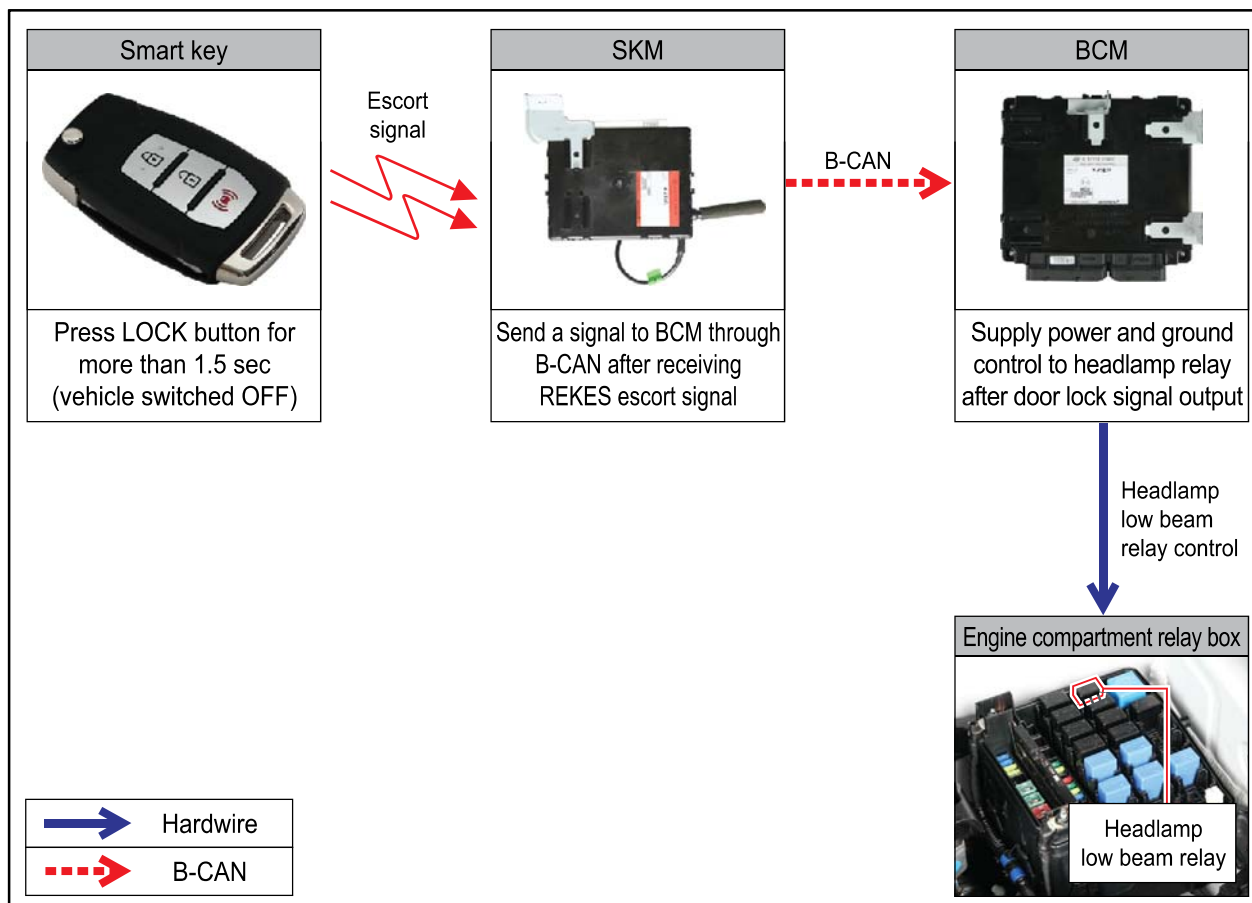 Smart key
Press LOCK button for
more than 1.5 sec
(vehicle switched OFF)
Escort
signal
SKM
Send a signal to BCM through
B-CAN after receiving
REKES escort signal
B-CAN
BCM
Supply power and ground
control to headlamp relay
after door lock signal output
Headlamp
low beam
relay control
Engine compartment relay box
Headlamp
low beam relay
Hardwire
B-CAN